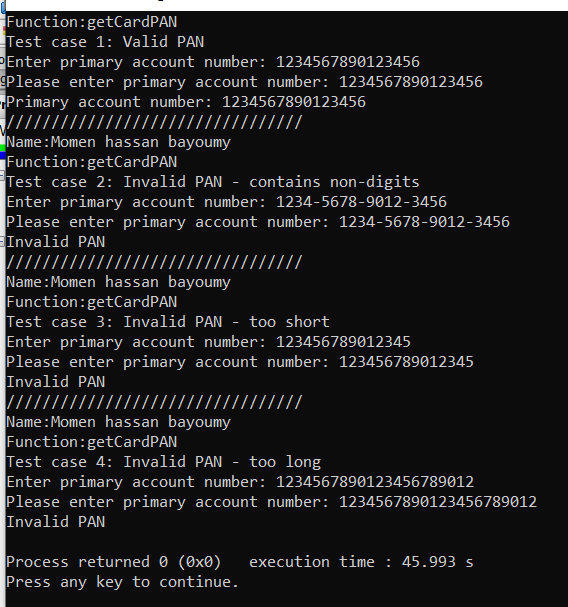 Function:getCardPAN
Test case 1: Valid PAN
Enter primary account number: 1234567890123456
Please enter primary account number: 1234567890123456
Primary account number: 1234567890123456
/////////////////////////////////
Name:Momen hassan bayoumy
Function:getCardPAN
Test case 2: Invalid PAN - contains non-digits
Enter primary account number: 1234-5678-9012-3456
Please enter primary account number: 1234-5678-9012-3456
Invalid PAN
/////////////////////////////////
Name:Momen hassan bayoumy
Function:getCardPAN
Test case 3: Invalid PAN - too short
Enter primary account number: 123456789012345
Please enter primary account number: 123456789012345
Invalid PAN
/////////////////////////////////
Name:Momen hassan bayoumy
Function:getCardPAN
Test case 4: Invalid PAN - too long
Enter primary account number: 1234567890123456789012
Please enter primary account number: 1234567890123456789012
Invalid PAN
Process returned 0 (0x0)   execution time : 45.993 s
Press any key to continue.